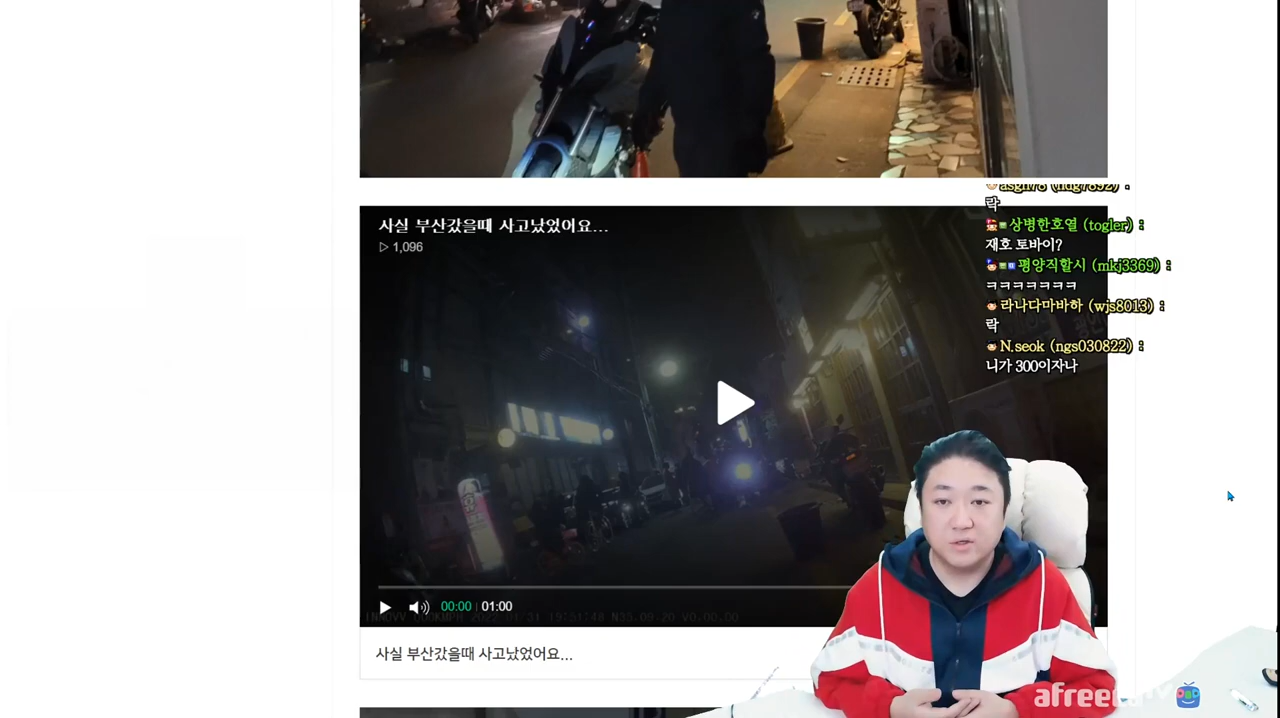 asgh78 (hdg7892) :
락
사실 부산갔을때 사고났었어요...
상병한호열 (togler) :
▷ 1,096
재호 토바이?
평양직할시 (mkj3369) :
ㅋㅋㅋㅋㅋㅋㅋ
라나다마바하 (wjs8013) :
락
N.seok (ngs030822) :
니가 300이자나
00:00 | 01:00
사실 부산갔을때 사고났었어요...
afreecaTV